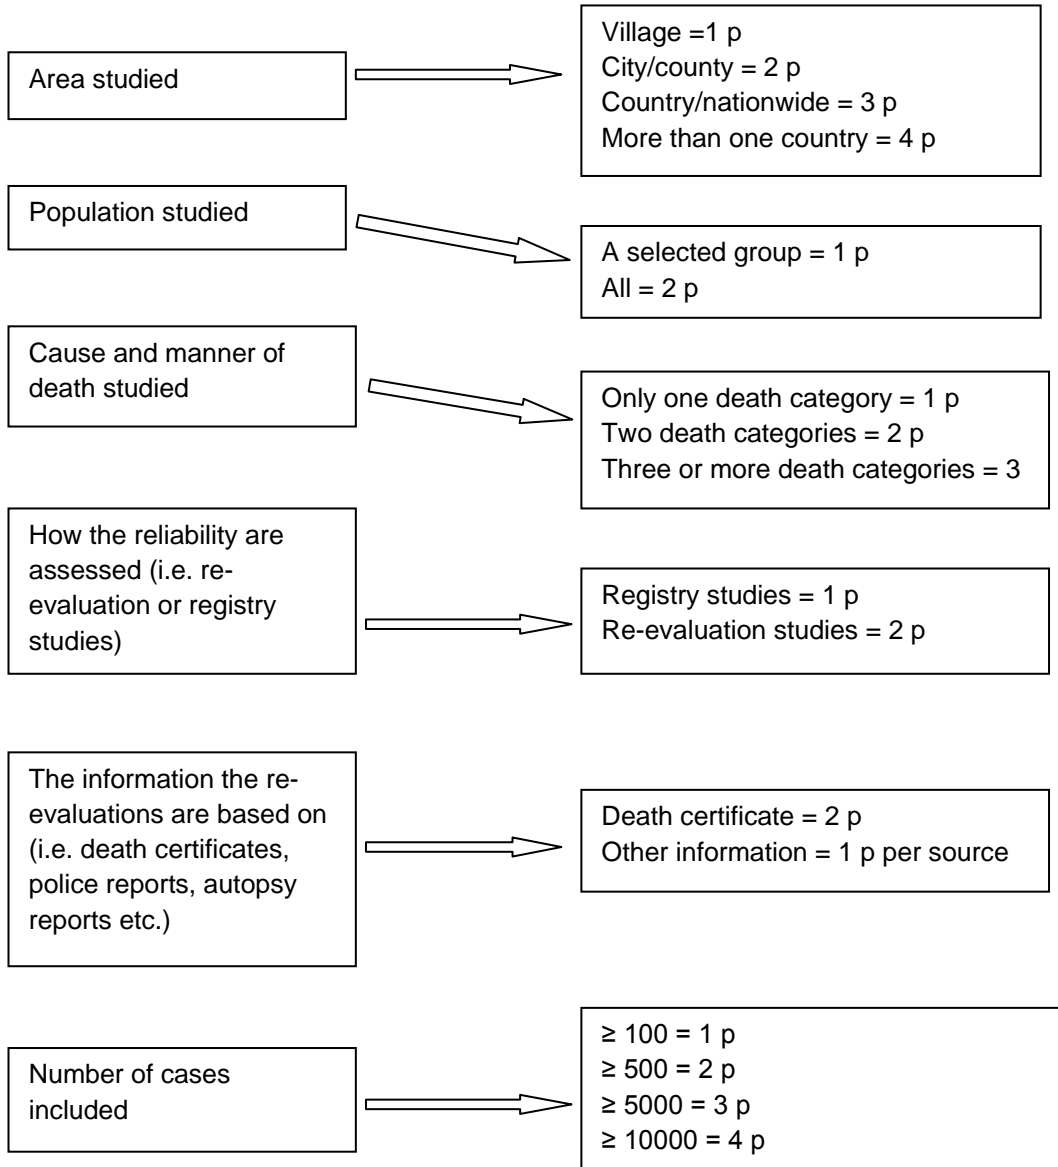 Area studied
Village =1 p
City/county = 2 p
Country/nationwide = 3 p
More than one country = 4 p
Population studied
A selected group = 1 p
All = 2 p
Cause and manner of
death studied
Only one death category = 1 p
Two death categories = 2 p
Three or more death categories = 3
How the reliability are
assessed (i.e. re-
evaluation or registry
studies)
Registry studies = 1 p
Re-evaluation studies = 2 p
The information the re-
evaluations are based on
(i.e. death certificates,
police reports, autopsy
reports etc.)
Death certificate = 2 p
Other information = 1 p per source
Number of cases
included
≥ 100 = 1 p
≥ 500 = 2 p
≥ 5000 = 3 p
≥ 10000 = 4 p